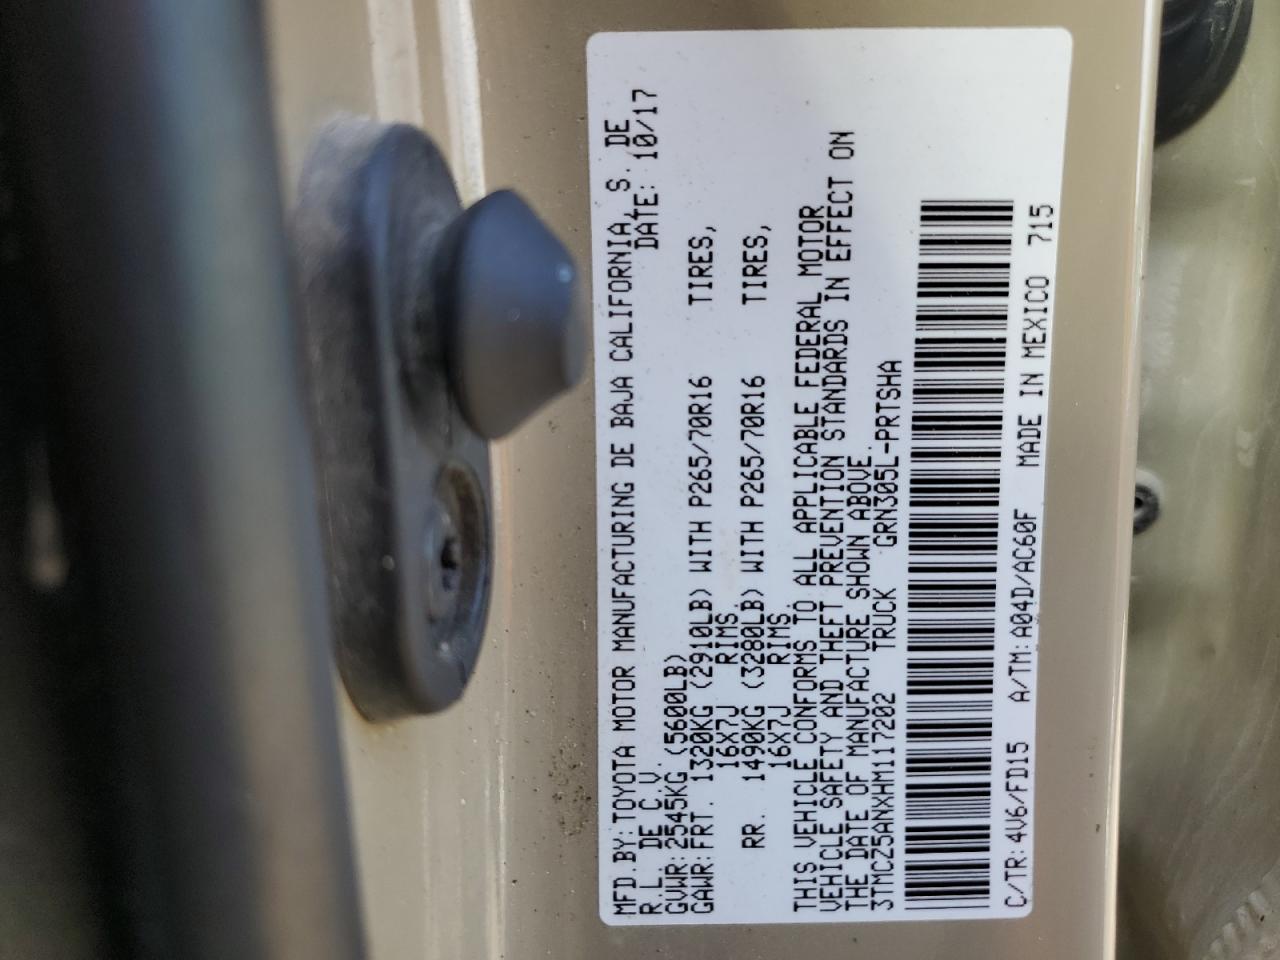 MFD.BY:TOYOTA MOTOR MANUFACTURING DE BAJA CALIFORNIA, S. DE
R.L. DE C.V. DATE: 10/17
GVWR:2545KG (5600LB)
GAWR:FRT. 1320KG (2910LB) WITH P265/70R16 TIRES,
16X7J RIMS.
RR. 1490KG (3280LB) WITH P265/70R16 TIRES,
16X7J RIMS.
THIS VEHICLE CONFORMS TO ALL APPLICABLE FEDERAL MOTOR
VEHICLE SAFETY AND THEFT PREVENTION STANDARDS IN EFFECT ON
THE DATE OF MANUFACTURE SHOWN ABOVE.
3TMCZ5ANXHM117202 TRUCK GRN305L-PRTSHA
C/TR:4V6/FD15 A/TM:A04D/AC60F MADE IN MEXICO 715